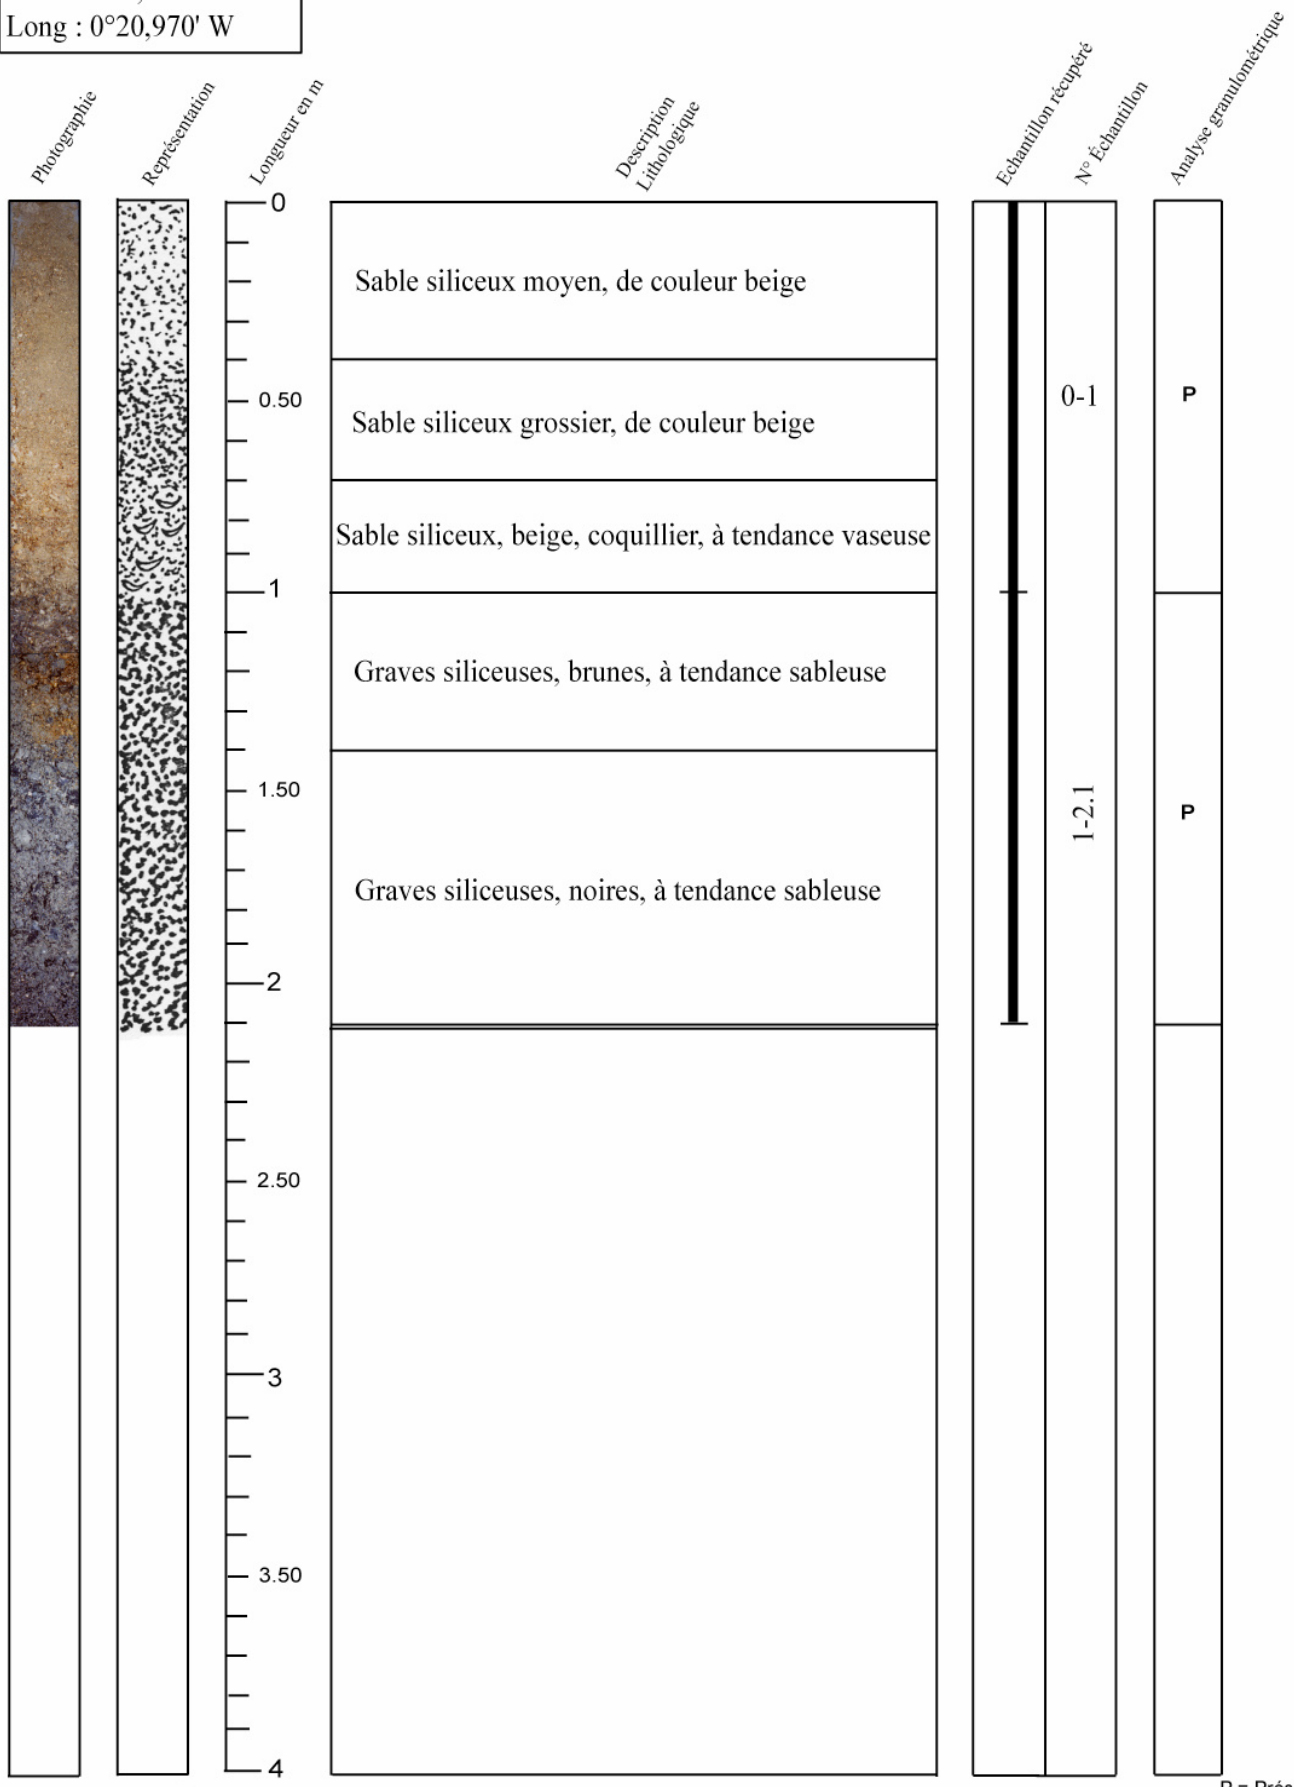 Long : 0°20,970' W
Photographie
Représentation
Longueur en m
Description
Lithologique
Echantillon récupéré
N° Échantillon
Analyse granulométrique
0
Sable siliceux moyen, de couleur beige
0.50
0-1
P
Sable siliceux grossier, de couleur beige
Sable siliceux, beige, coquillier, à tendance vaseuse
1
Graves siliceuses, brunes, à tendance sableuse
1.50
1-2.1
P
Graves siliceuses, noires, à tendance sableuse
2
2.50
3
3.50
4